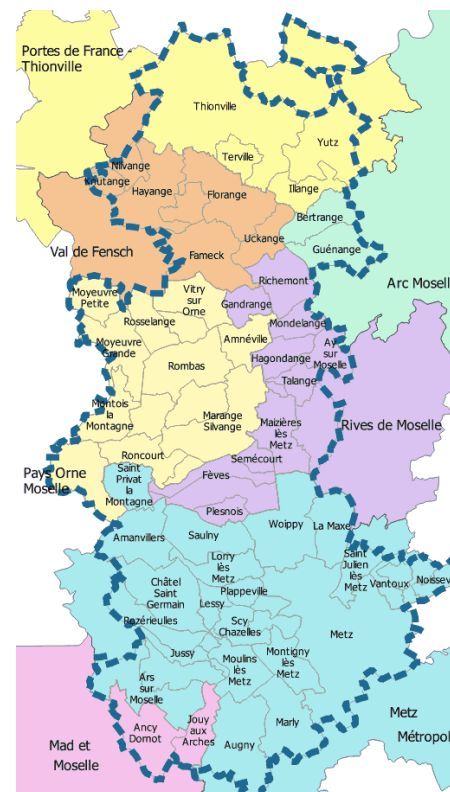 Portes de France -
Thionville
Thionville
Terville
Yutz
Nilvange
Knutange
Hayange
Florange
Illange
Bertrange
Uckange
Guénange
Val de Fensch
Fameck
Richemont
Arc Mosell
Moyeuvre
Petite
Vitry
sur
Orne
Gandrange
Rosselange
Mondelange
Moyeuvre
Grande
Amnéville
Ay
sur
Moselle
Rombas
Hagondange
Talange
Montois
la
Montagne
Marange
Silvange
Maizières
lès
Metz
Rives de Moselle
Roncourt
Semécourt
Pays Orne
Moselle
Saint
Privat
la
Montagne
Fèves
Plesnois
Amanvillers
Saulny
Woippy
La Maxe
Lorry
lès
Metz
Saint
Julien
lès
Metz
Vantoux
Noissev
Châtel
Saint
Germain
Plappeville
Lessy
Rozérieulles
Scy
Chazelles
Metz
Jussy
Moulins
lès
Metz
Montigny
lès
Metz
Ars
sur
Moselle
Ancy
Dornot
Jouy
aux
Arches
Marly
Augny
Metz
Métropol
Mad et
Moselle